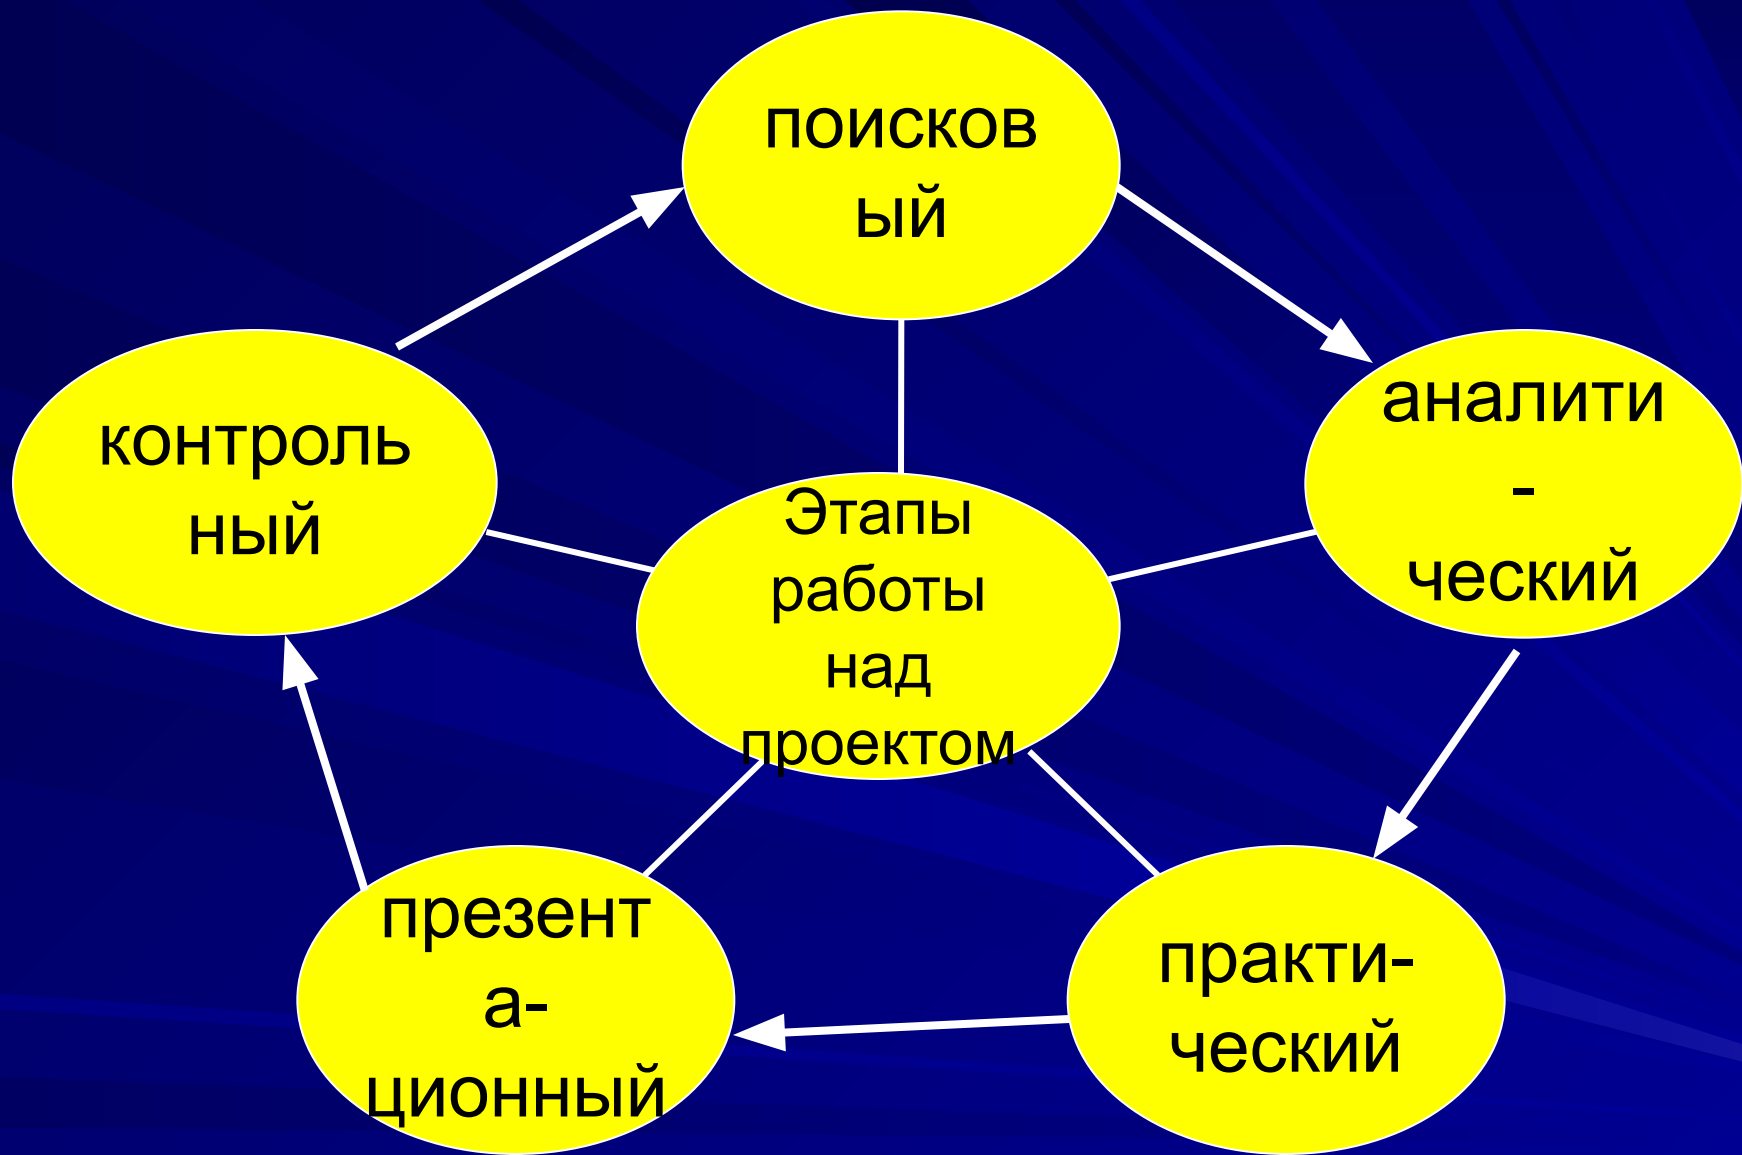 поисков
ый
аналити
-
ческий
практи-
ческий
презент
а-
ционный
контроль
ный
Этапы
работы
над
проектом